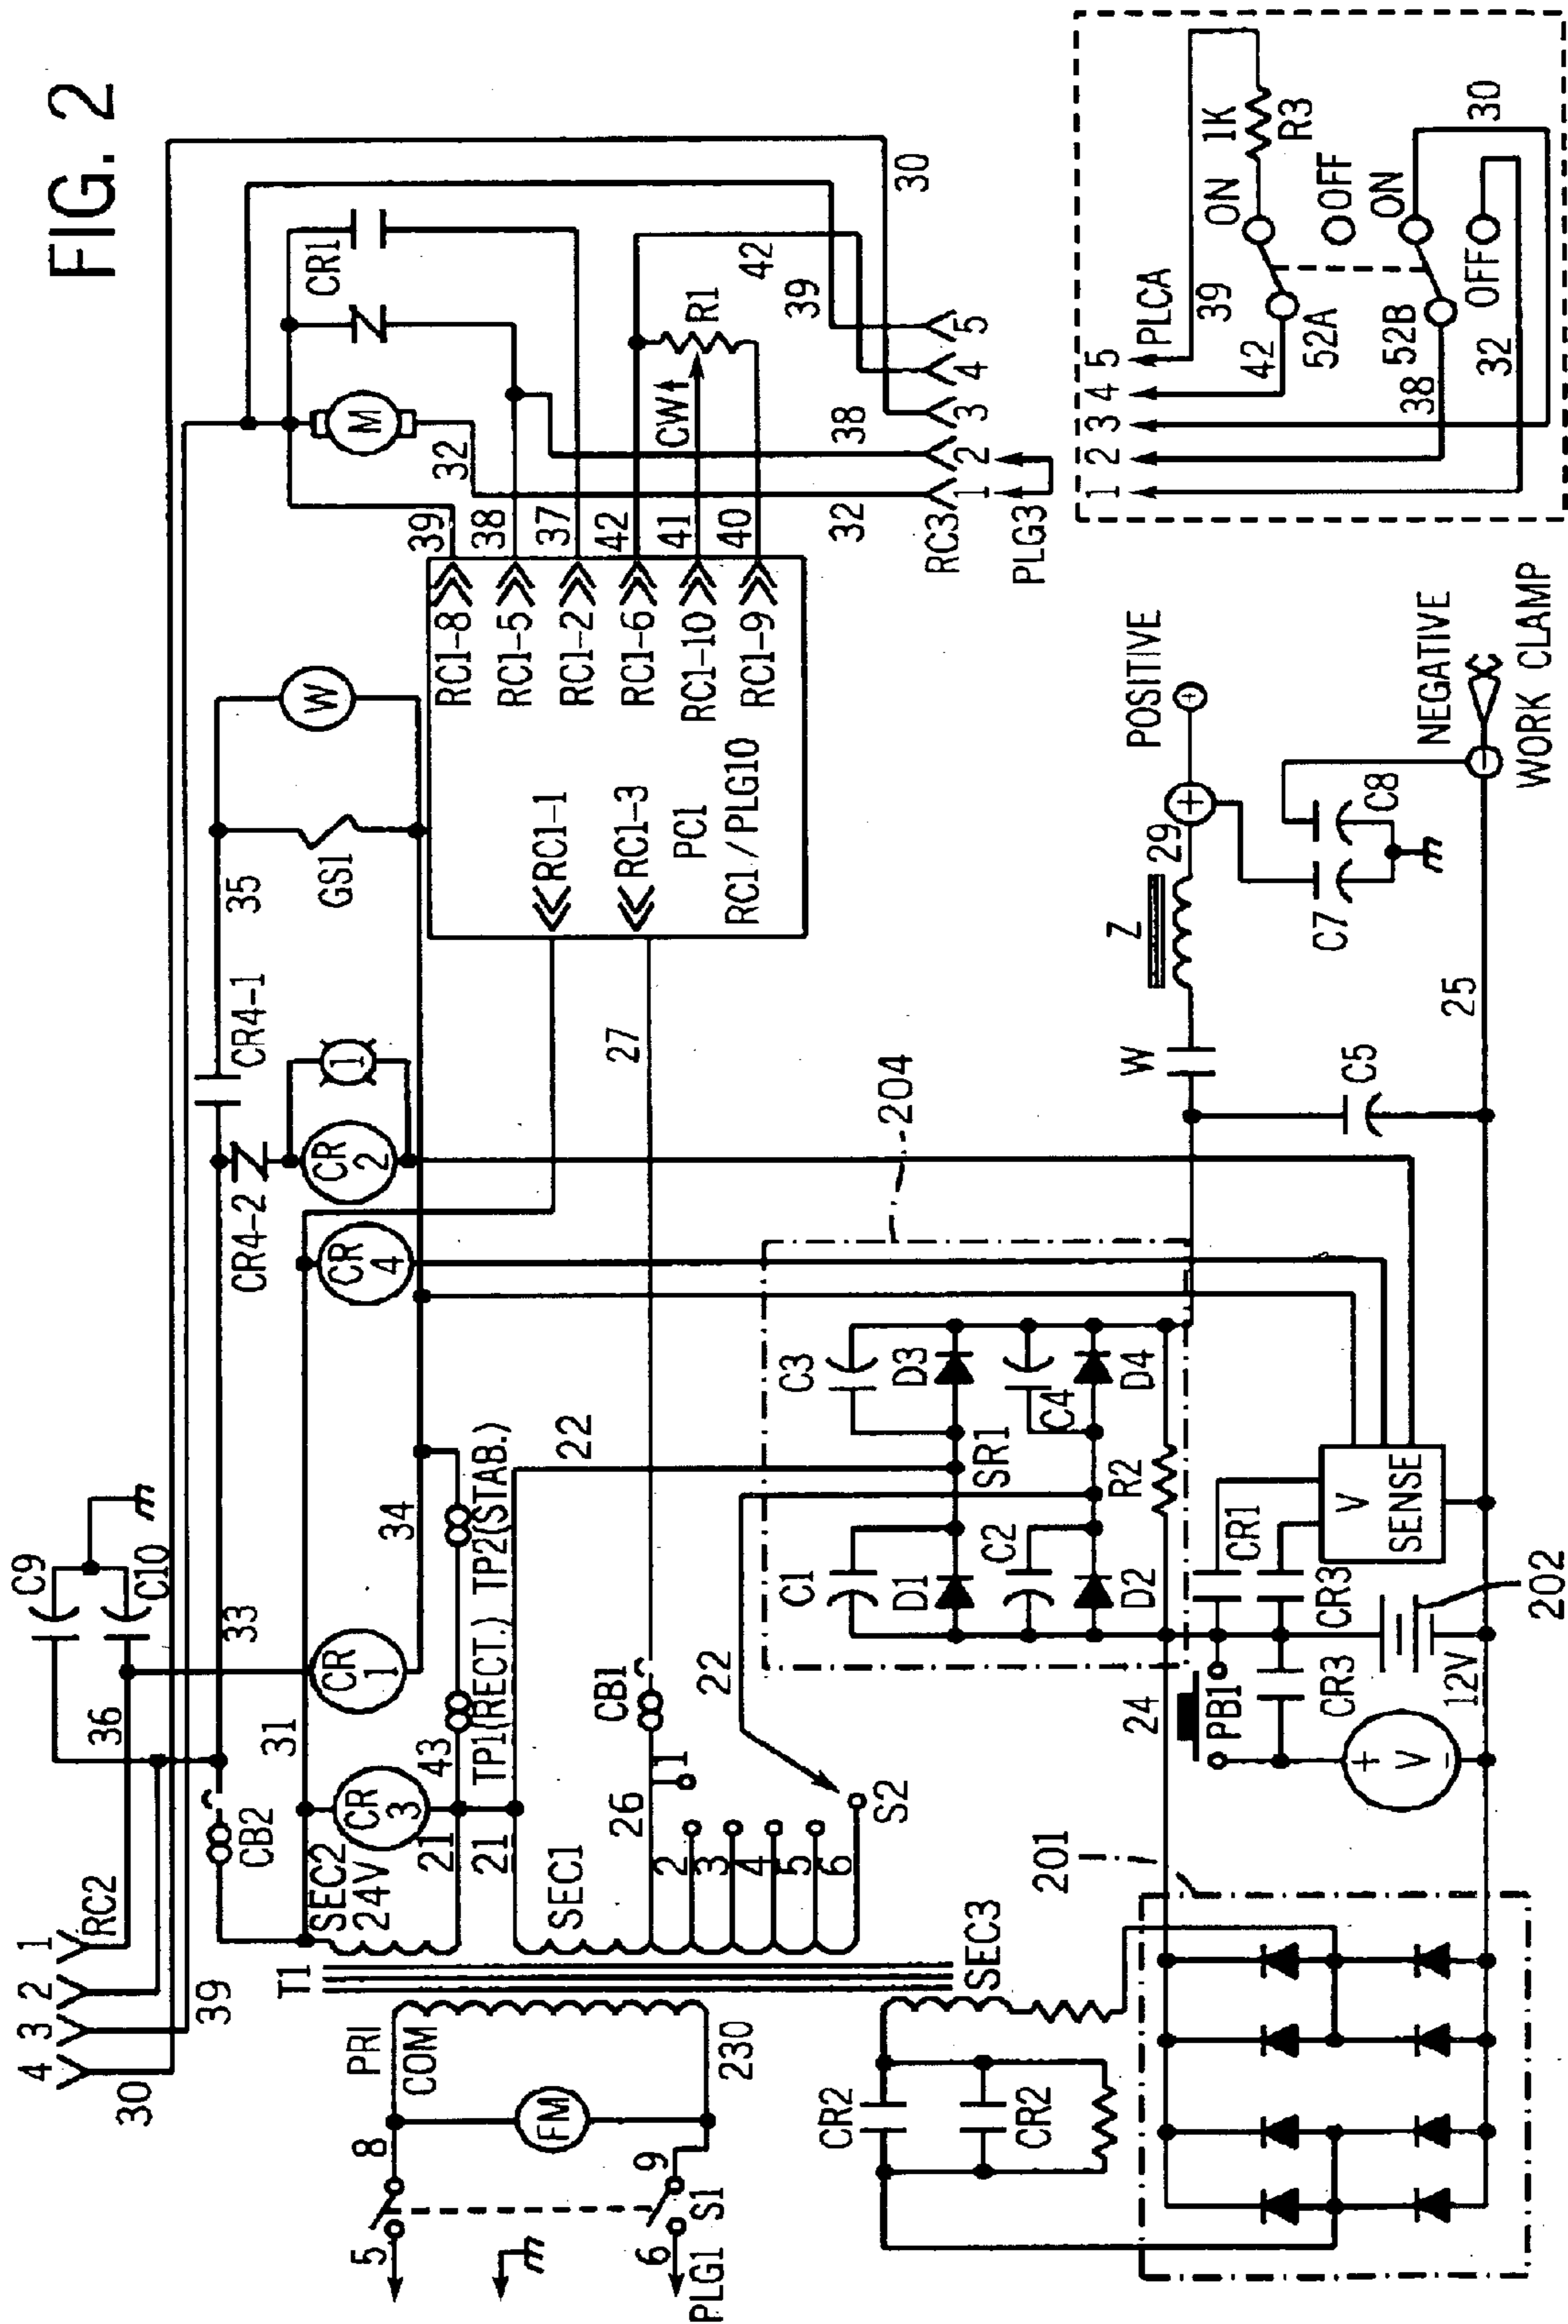 FIG. 2
4
3
2
1
RC2
30
39
36
C9
C10
33
CB2
31
34
35
CR4-1
CR4-2
GS1
W
M
CR1
T1
PRI
COM
230
FM
8
9
5
6
PLG1
S1
SEC2
24V
CR
3
CR
1
CR
4
CR
2
1
21
43
TP1(RECT.)
TP2(STAB.)
21
SEC1
22
26
CB1
27
1
2
3
4
5
6
S2
22
RC1-1
RC1-3
PC1
RC1/PLG10
RC1-8
RC1-5
RC1-2
RC1-6
RC1-10
RC1-9
39
38
37
42
41
40
32
CW
R1
42
39
30
32
38
RC3
1
2
3
4
5
PLG3
1
2
3
4
5
PLCA
39
42
ON
1K
R3
52A
OFF
52B
ON
38
OFF
30
32
SEC3
CR2
CR2
201
204
C1
C3
D1
D3
SR1
C2
C4
D2
D4
R2
24
PB1
CR1
CR3
CR3
+
V
-
12V
202
V
SENSE
W
C5
Z
29
+
POSITIVE
+
C7
C8
25
-
NEGATIVE
WORK CLAMP